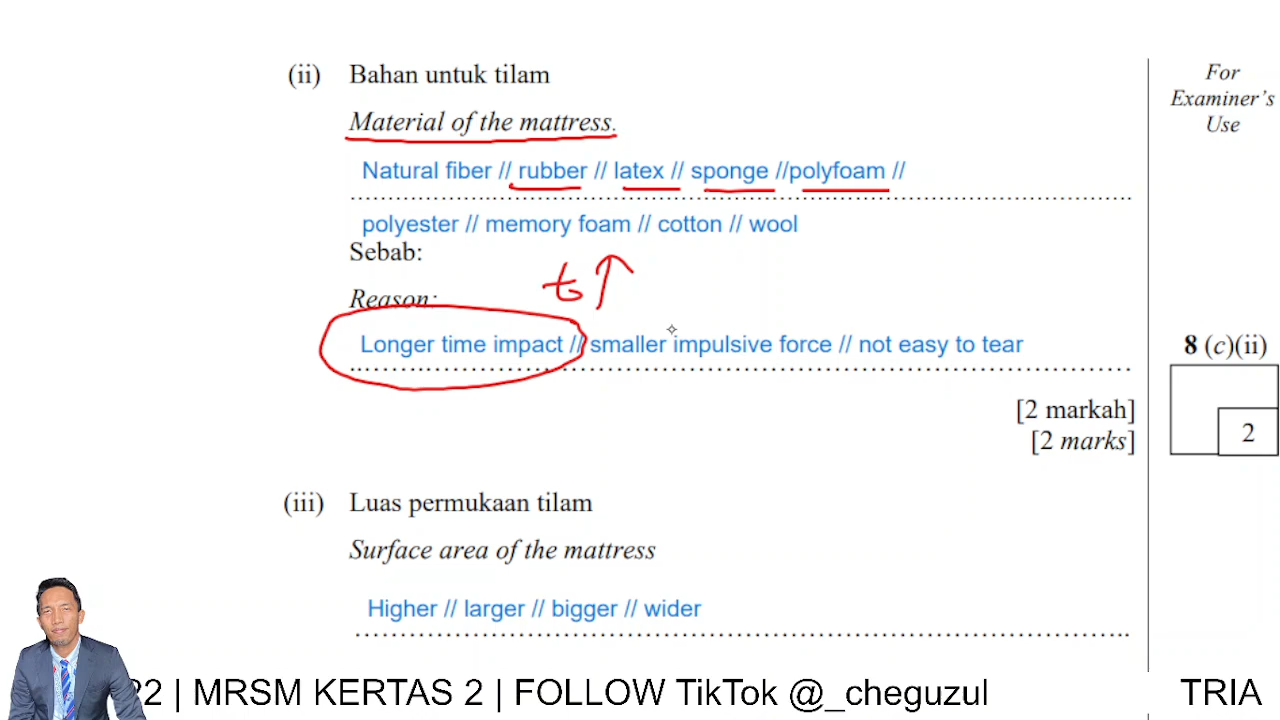 (ii) Bahan untuk tilam
For
Examiner's
Use
Material of the mattress.
Natural fiber // rubber // latex // sponge //polyfoam //
polyester // memory foam // cotton // wool
Sebab:
t ↑
Reason:
Longer time impact // smaller impulsive force // not easy to tear
8 (c)(ii)
[2 markah]
[2 marks]
2
(iii) Luas permukaan tilam
Surface area of the mattress
Higher // larger // bigger // wider
22 | MRSM KERTAS 2 | FOLLOW TikTok @_cheguzul TRIA